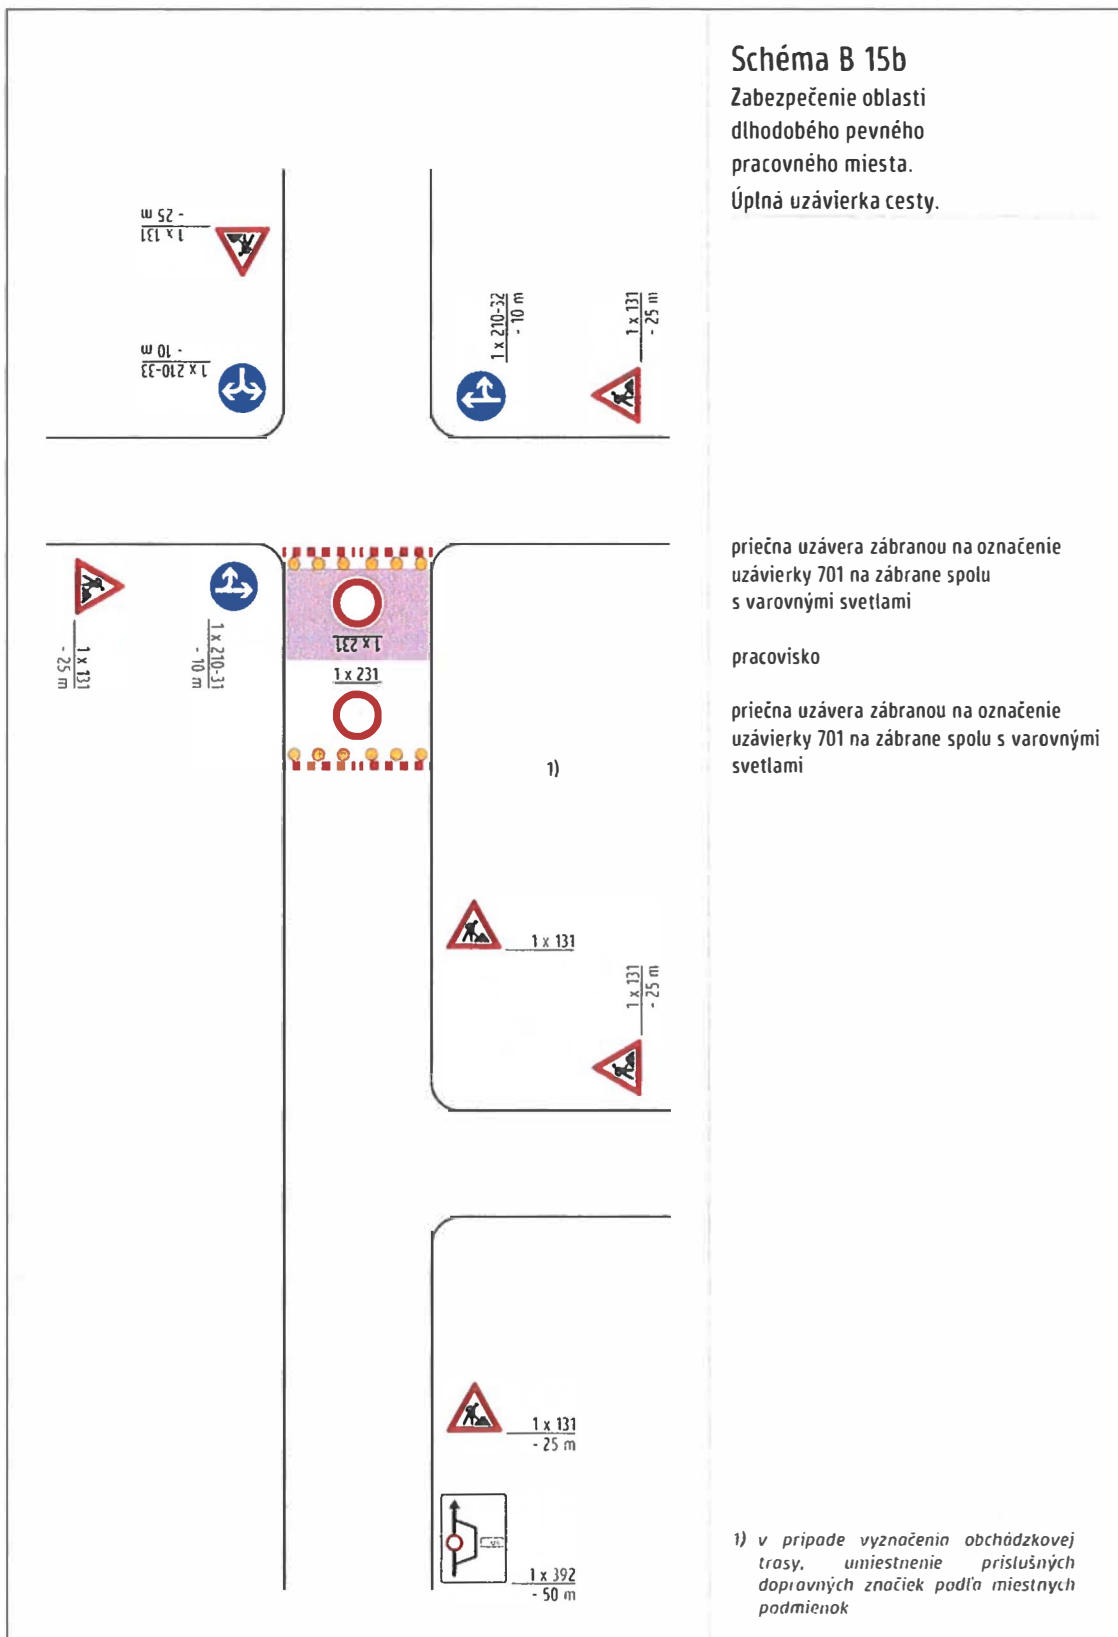 Schéma B 15b
Zabezpečenie oblasti
dlhodobého pevného
pracovného miesta.
Úplná uzávierka cesty.
1 x 131
- 25 m
1 x 210-33
- 10 m
1 x 210-32
- 10 m
1 x 131
- 25 m
1 x 131
- 25 m
1 x 210-31
- 10 m
1 x 231
1 x 231
priečna uzávera zábranou na označenie
uzávierky 701 na zábrane spolu
s varovnými svetlami
pracovisko
priečna uzávera zábranou na označenie
uzávierky 701 na zábrane spolu s varovnými
svetlami
1)
1 x 131
1 x 131
- 25 m
1 x 131
- 25 m
1 x 392
- 50 m
1) v prípade vyznačenia obchádzkovej
trasy, umiestnenie príslušných
dopravných značiek podľa miestnych
podmienok